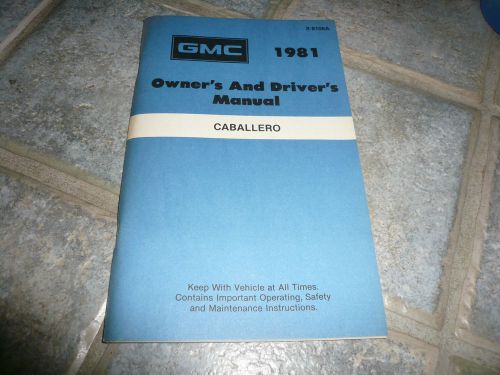 GMC 1981
Owner's And Driver's
Manual
CABALLERO
Keep With Vehicle at All Times.
Contains Important Operating, Safety
and Maintenance Instructions.